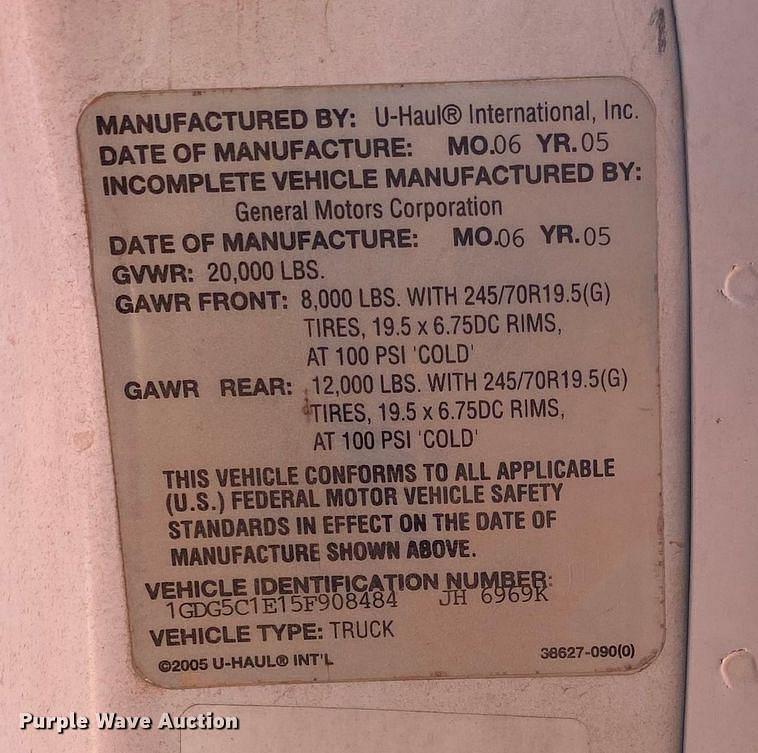 MANUFACTURED BY: U-Haul® International, Inc.
DATE OF MANUFACTURE: MO.06 YR.05
INCOMPLETE VEHICLE MANUFACTURED BY:
General Motors Corporation
DATE OF MANUFACTURE: MO.06 YR.05
GVWR: 20,000 LBS.
GAWR FRONT: 8,000 LBS. WITH 245/70R19.5(G)
TIRES, 19.5 x 6.75DC RIMS,
AT 100 PSI 'COLD'
GAWR REAR: 12,000 LBS. WITH 245/70R19.5(G)
TIRES, 19.5 x 6.75DC RIMS,
AT 100 PSI 'COLD'
THIS VEHICLE CONFORMS TO ALL APPLICABLE
(U.S.) FEDERAL MOTOR VEHICLE SAFETY
STANDARDS IN EFFECT ON THE DATE OF
MANUFACTURE SHOWN ABOVE.
VEHICLE IDENTIFICATION NUMBER:
1GDG5C1E15F908484 JH 6969K
VEHICLE TYPE: TRUCK
©2005 U-HAUL® INT'L 38627-090(0)
Purple Wave Auction